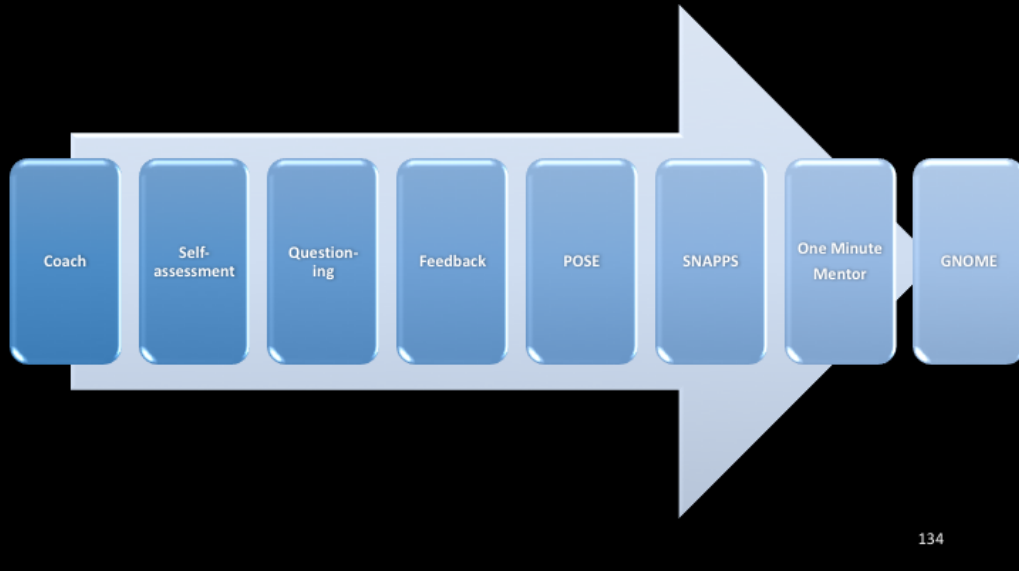 Coach
Self-
assessment
Question-
ing
Feedback
POSE
SNAPPS
One Minute
Mentor
GNOME
134